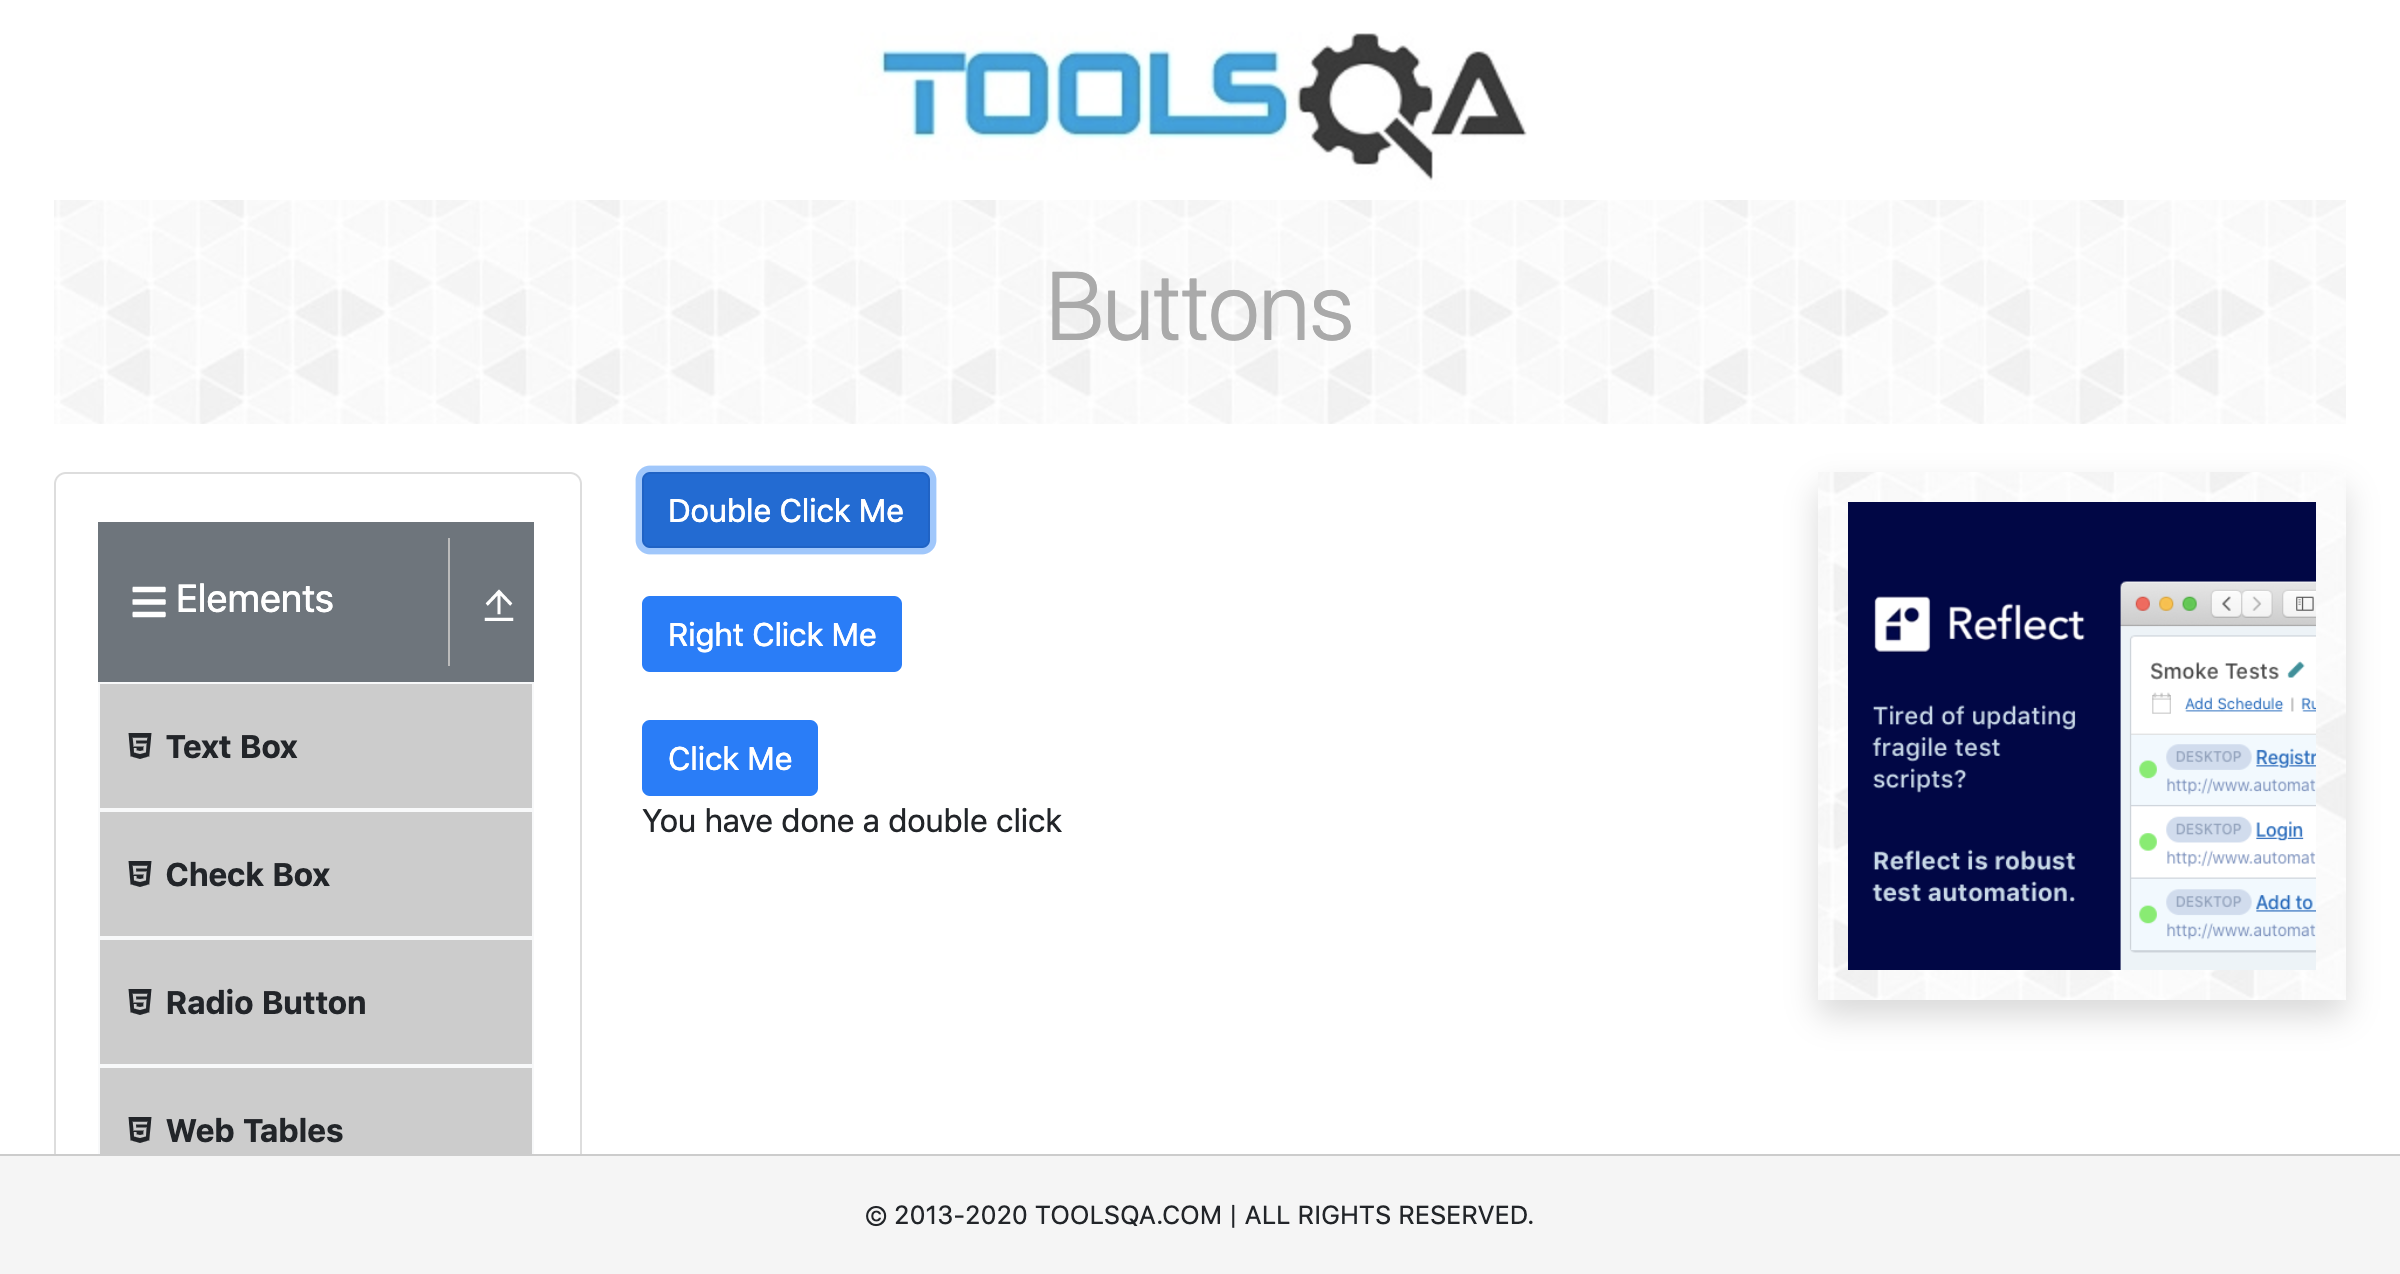 TOOLSQA
Buttons
Elements
Text Box
Check Box
Radio Button
Web Tables
Double Click Me
Right Click Me
Click Me
You have done a double click
Reflect
Tired of updating
fragile test
scripts?
Reflect is robust
test automation.
Smoke Tests
Add Schedule | Ru
DESKTOP Registr
http://www.automat
DESKTOP Login
http://www.automat
DESKTOP Add to
http://www.automat
© 2013-2020 TOOLSQA.COM | ALL RIGHTS RESERVED.